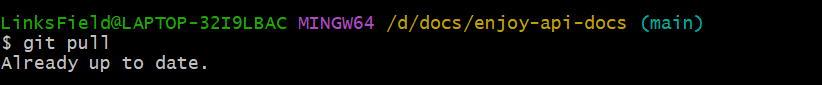 LinksField@LAPTOP-32I9LBAC MINGW64 /d/docs/enjoy-api-docs (main)
$ git pull
Already up to date.